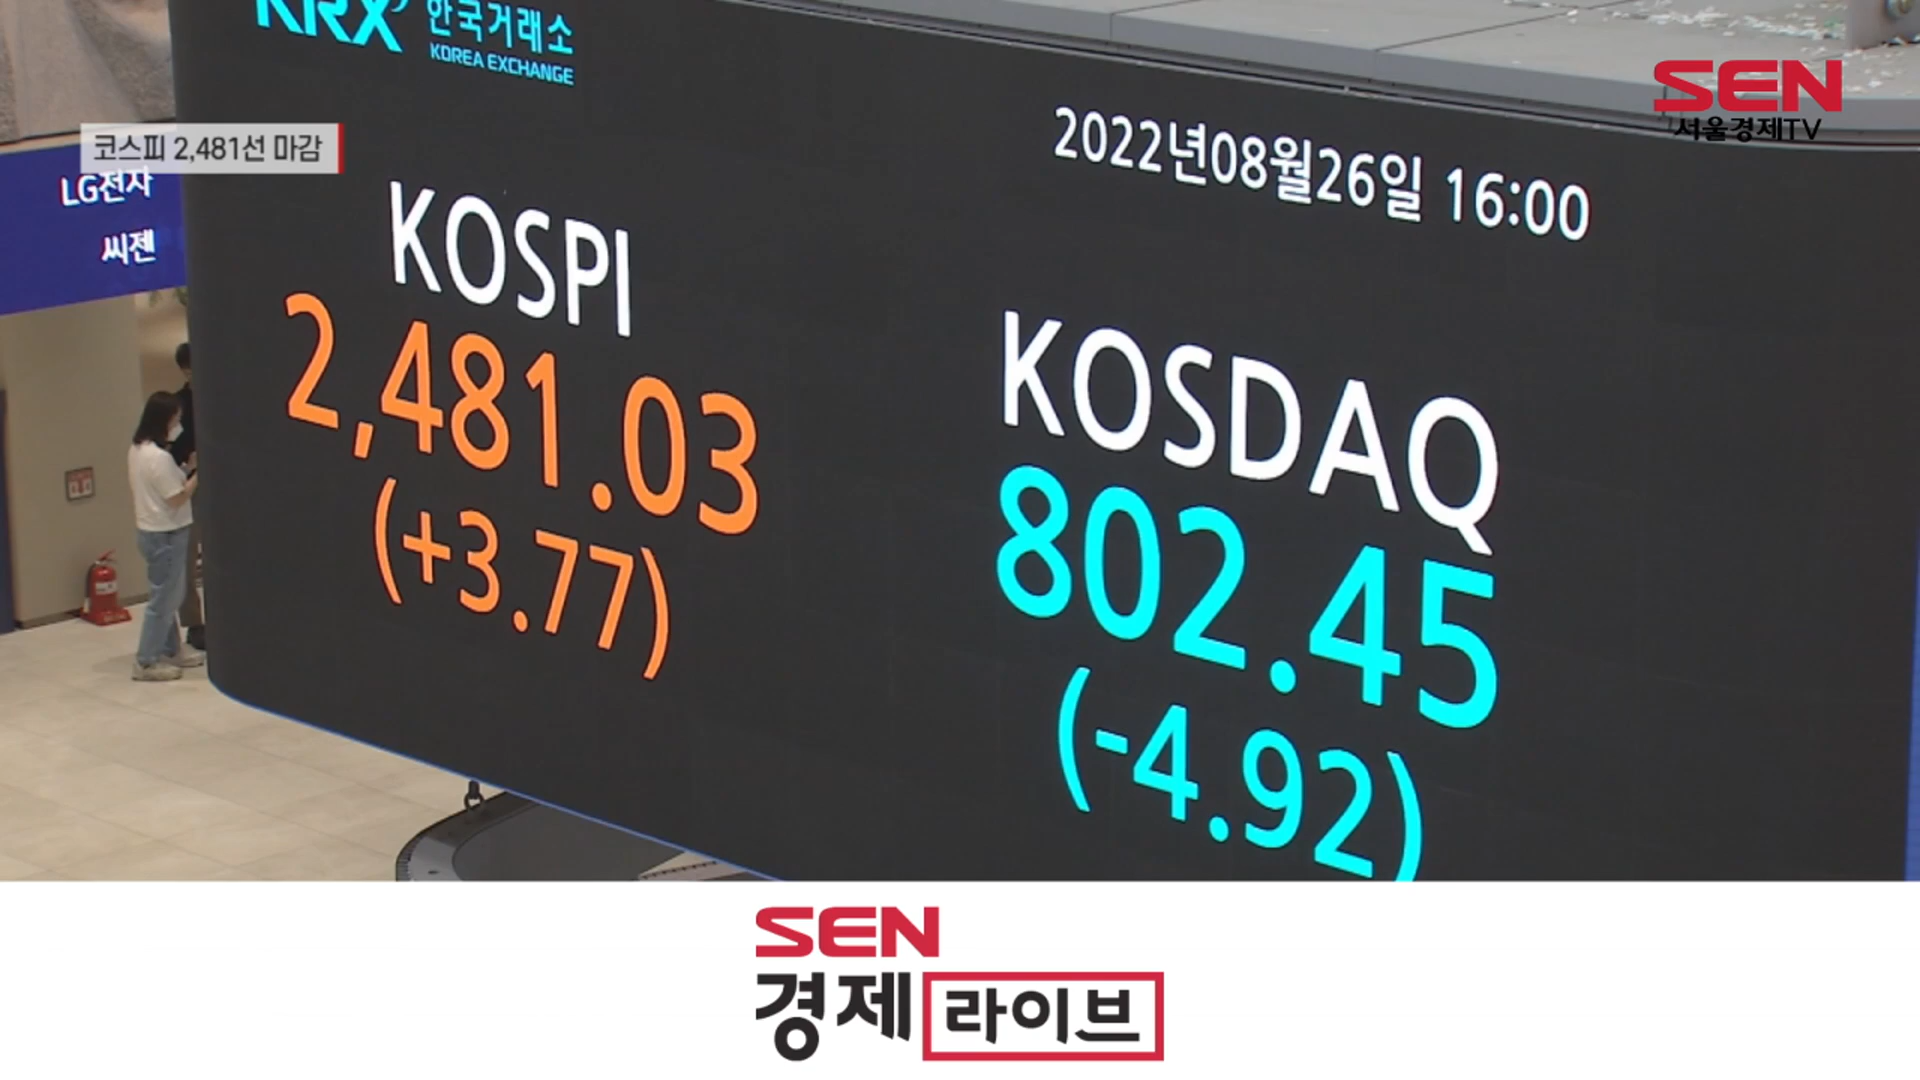 KRX 한국거래소
KOREA EXCHANGE
SEN
서울경제TV
코스피 2,481선 마감
LG전자
씨젠
2022년08월26일 16:00
KOSPI
2,481.03
(+3.77)
KOSDAQ
802.45
(-4.92)
SEN
경제 라이브